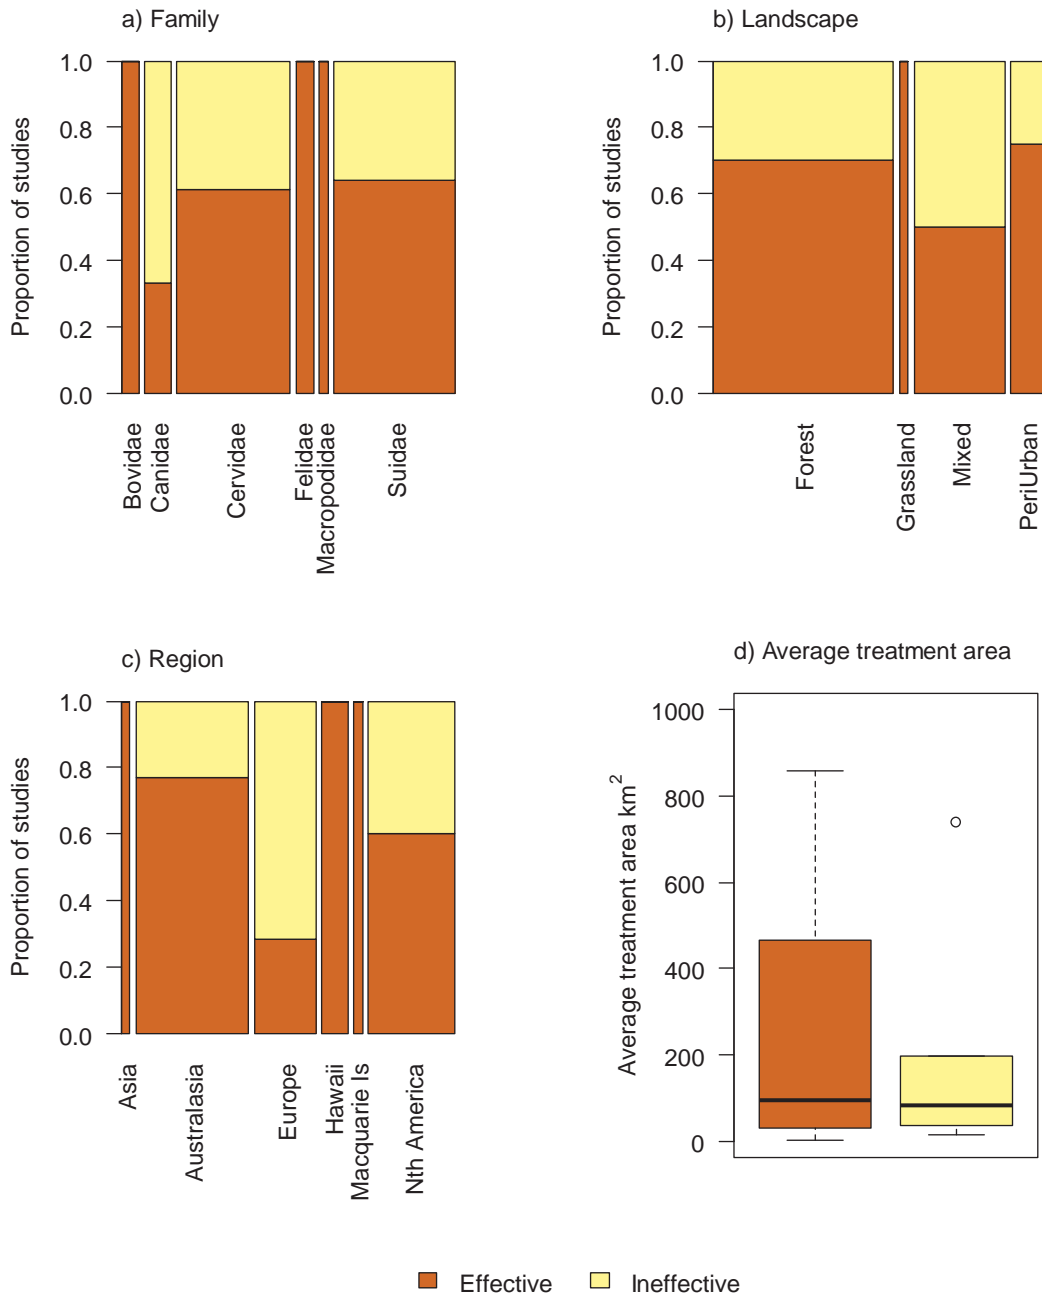 a) Family
Proportion of studies
1.0
0.8
0.6
0.4
0.2
0.0
Bovidae
Canidae
Cervidae
Felidae
Macropodidae
Suidae
b) Landscape
Proportion of studies
1.0
0.8
0.6
0.4
0.2
0.0
Forest
Grassland
Mixed
PeriUrban
c) Region
Proportion of studies
1.0
0.8
0.6
0.4
0.2
0.0
Asia
Australasia
Europe
Hawaii
Macquarie Is
Nth America
d) Average treatment area
Average treatment area km²
1000
800
600
400
200
0
Effective
Ineffective